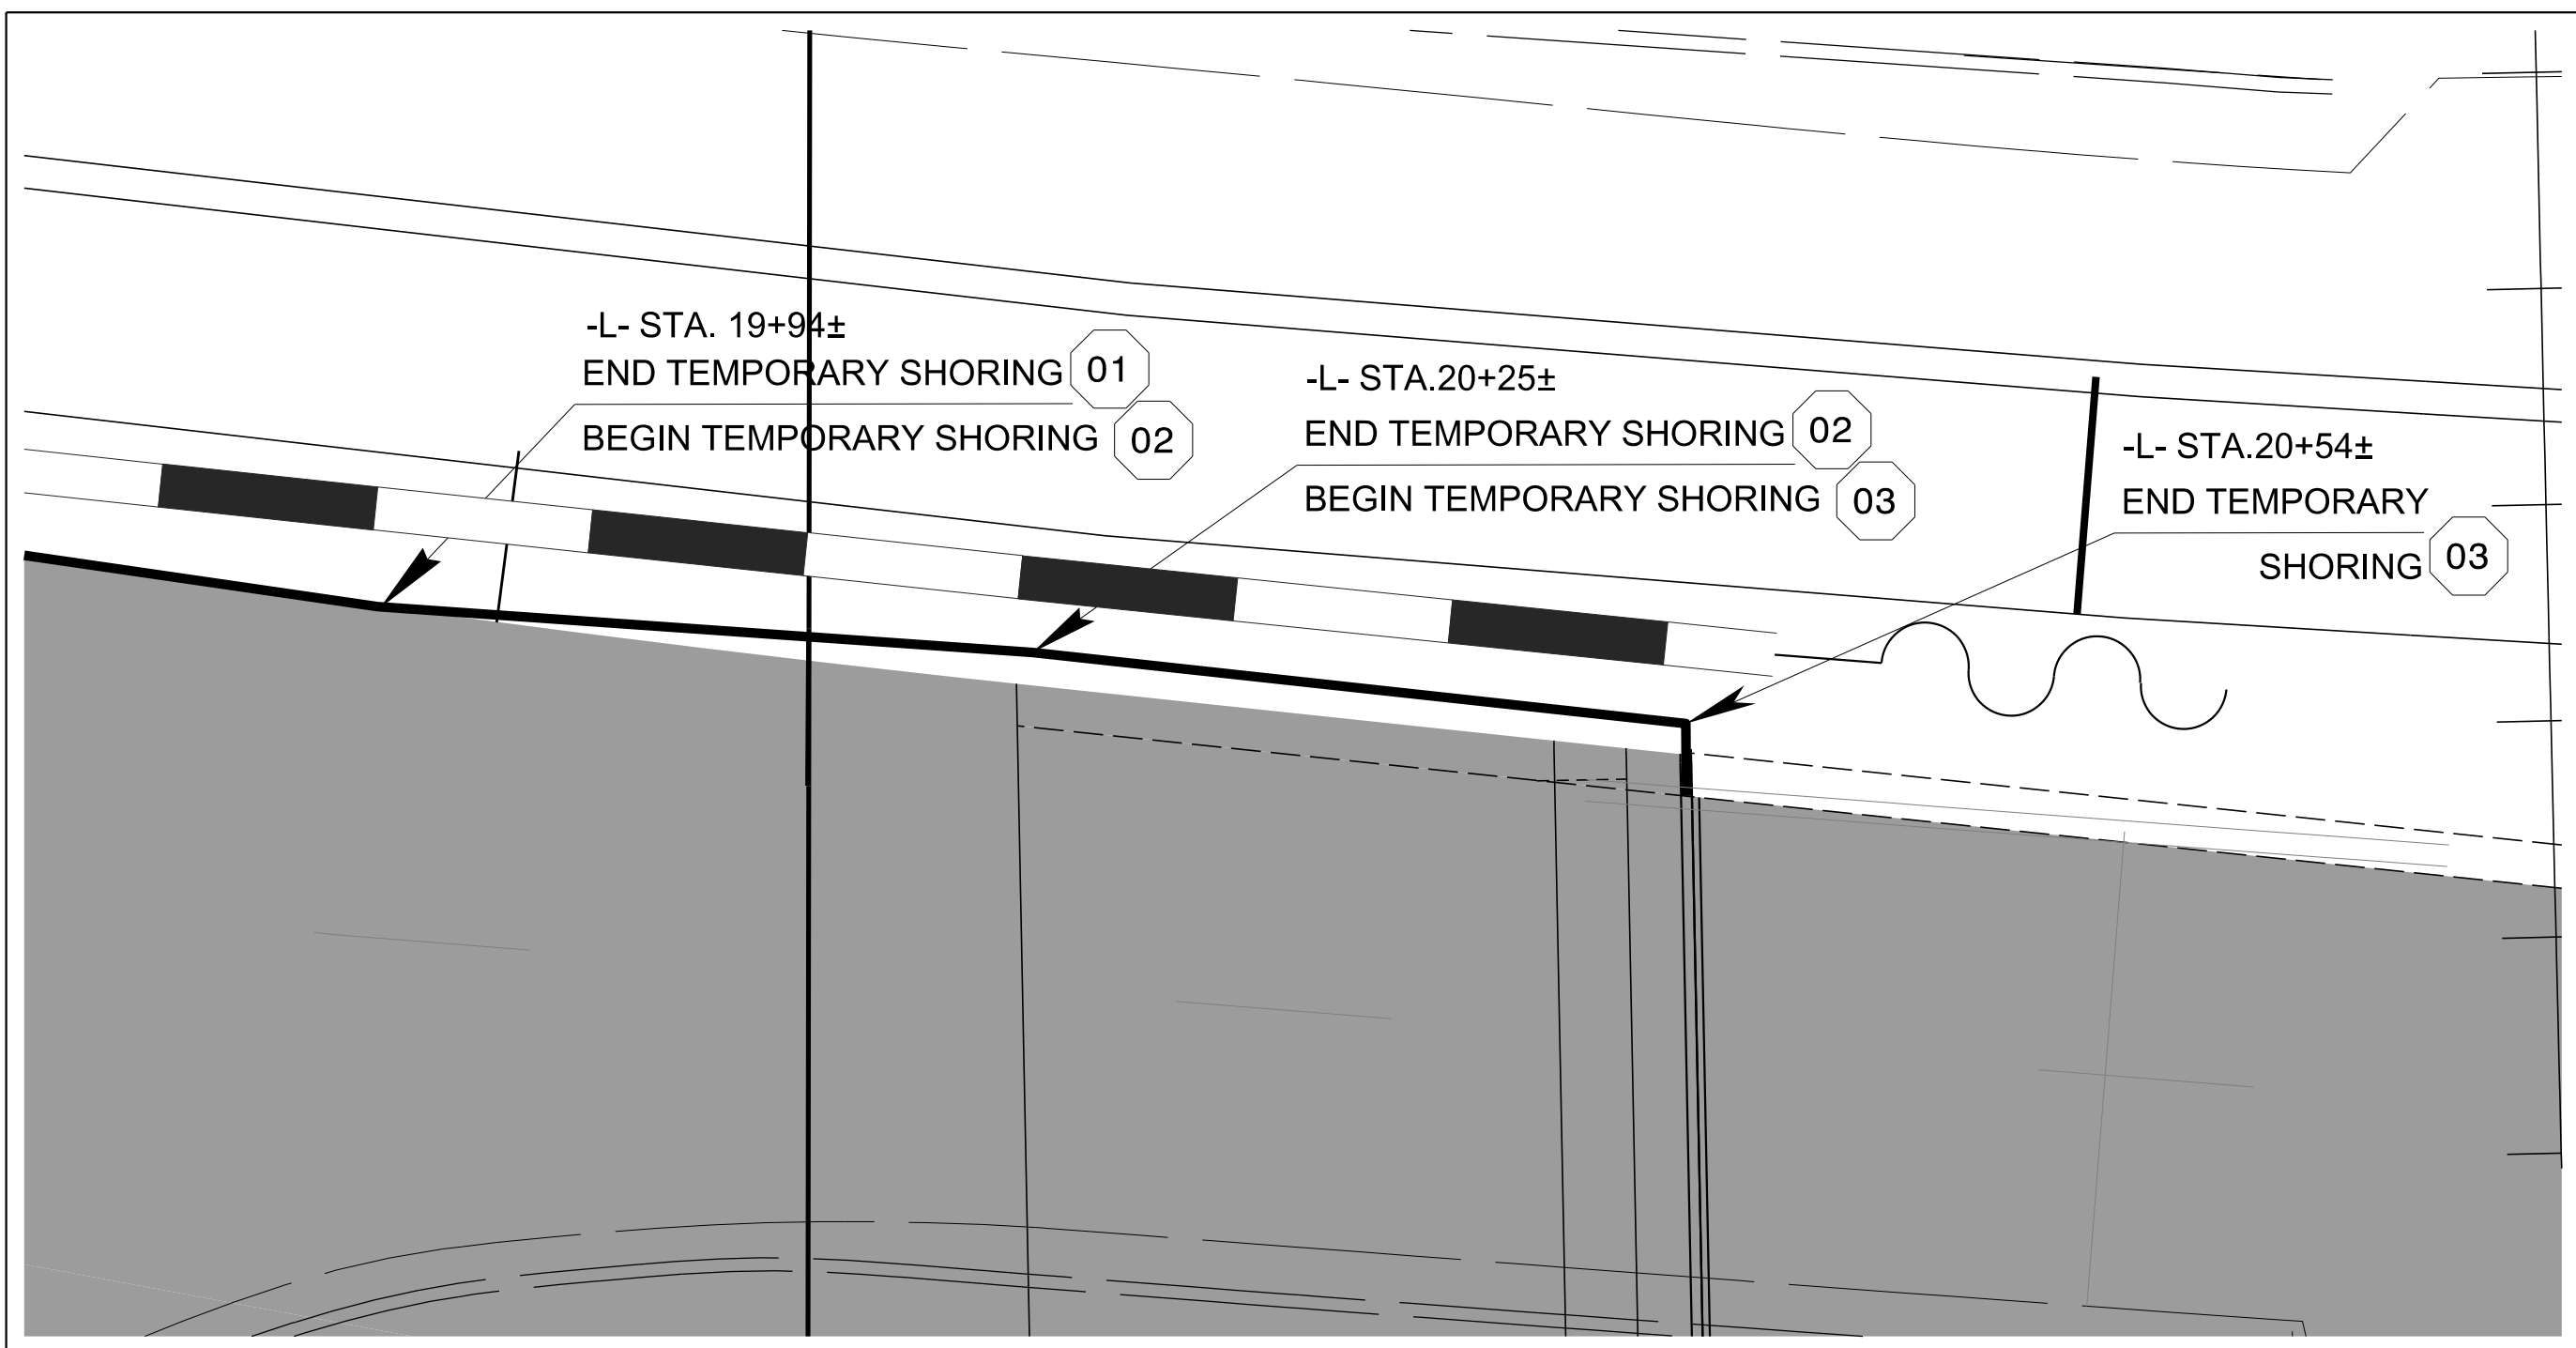 -L- STA. 19+94±
END TEMPORARY SHORING 01
BEGIN TEMPORARY SHORING 02
-L- STA.20+25±
END TEMPORARY SHORING 02
BEGIN TEMPORARY SHORING 03
-L- STA.20+54±
END TEMPORARY
SHORING 03